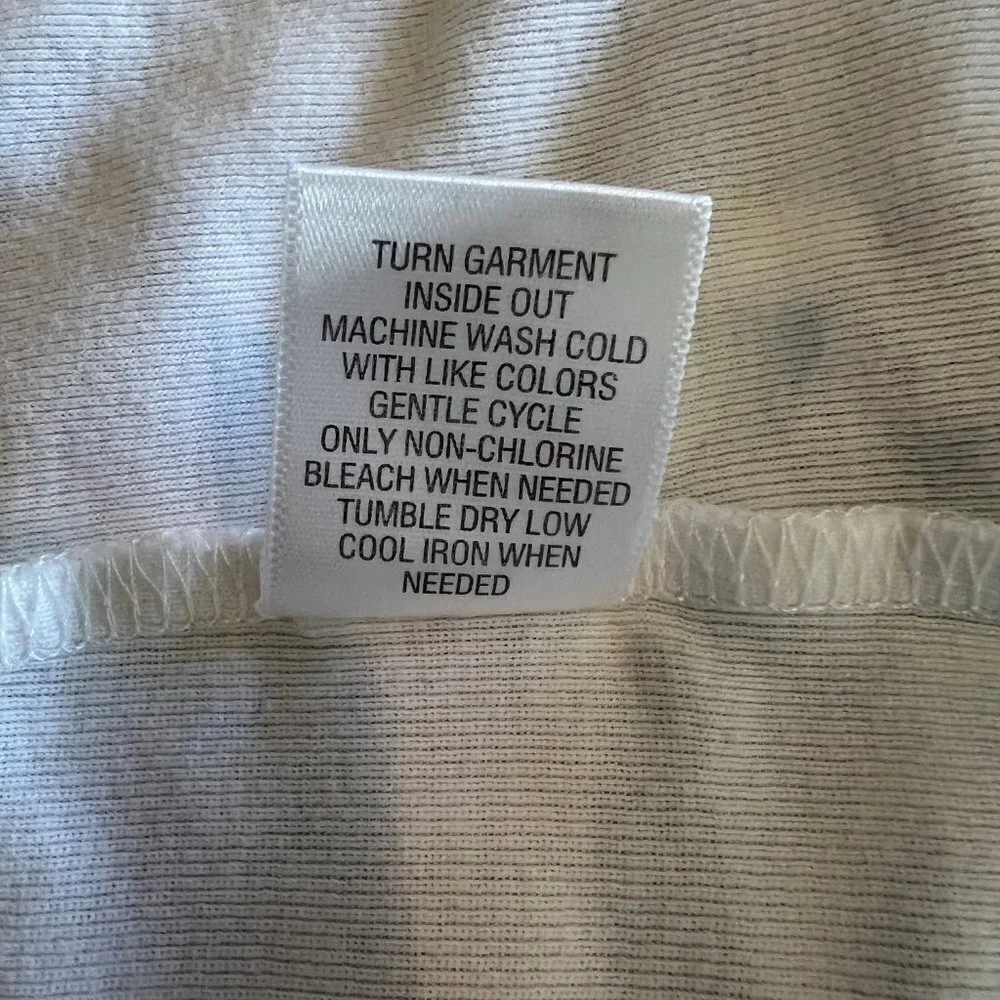 TURN GARMENT
INSIDE OUT
MACHINE WASH COLD
WITH LIKE COLORS
GENTLE CYCLE
ONLY NON-CHLORINE
BLEACH WHEN NEEDED
TUMBLE DRY LOW
COOL IRON WHEN
NEEDED